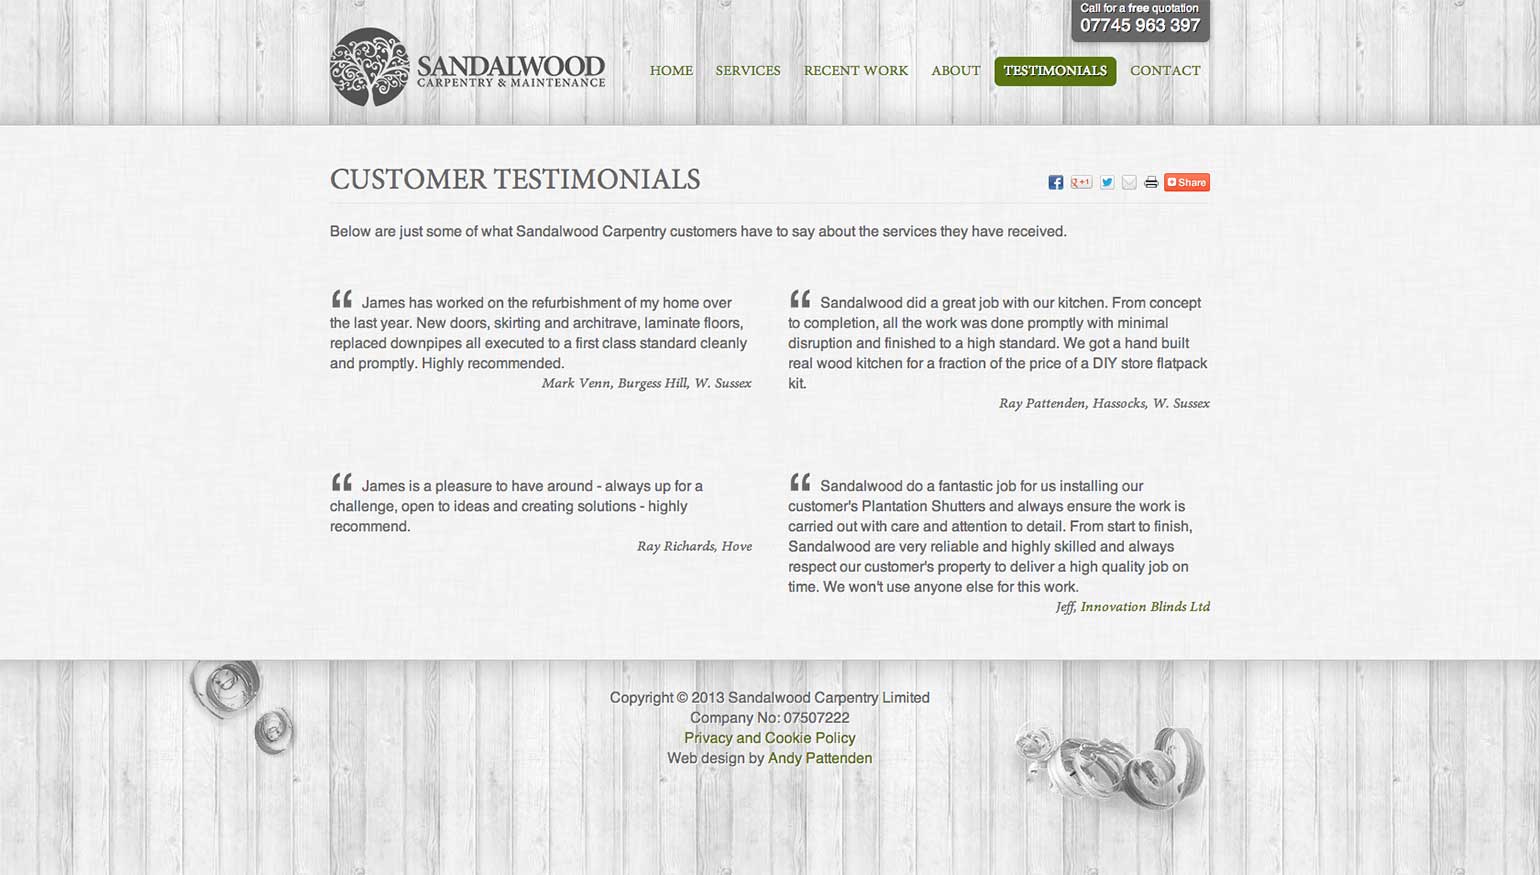 Call for a free quotation
07745 963 397
SANDALWOOD
CARPENTRY & MAINTENANCE
HOME SERVICES RECENT WORK ABOUT TESTIMONIALS CONTACT
CUSTOMER TESTIMONIALS
g +1 Share
Below are just some of what Sandalwood Carpentry customers have to say about the services they have received.
“ James has worked on the refurbishment of my home over
the last year. New doors, skirting and architrave, laminate floors,
replaced downpipes all executed to a first class standard cleanly
and promptly. Highly recommended.
Mark Venn, Burgess Hill, W. Sussex
“ Sandalwood did a great job with our kitchen. From concept
to completion, all the work was done promptly with minimal
disruption and finished to a high standard. We got a hand built
real wood kitchen for a fraction of the price of a DIY store flatpack
kit.
Ray Pattenden, Hassocks, W. Sussex
“ James is a pleasure to have around - always up for a
challenge, open to ideas and creating solutions - highly
recommend.
Ray Richards, Hove
“ Sandalwood do a fantastic job for us installing our
customer's Plantation Shutters and always ensure the work is
carried out with care and attention to detail. From start to finish,
Sandalwood are very reliable and highly skilled and always
respect our customer's property to deliver a high quality job on
time. We won't use anyone else for this work.
Jeff, Innovation Blinds Ltd
Copyright © 2013 Sandalwood Carpentry Limited
Company No: 07507222
Privacy and Cookie Policy
Web design by Andy Pattenden